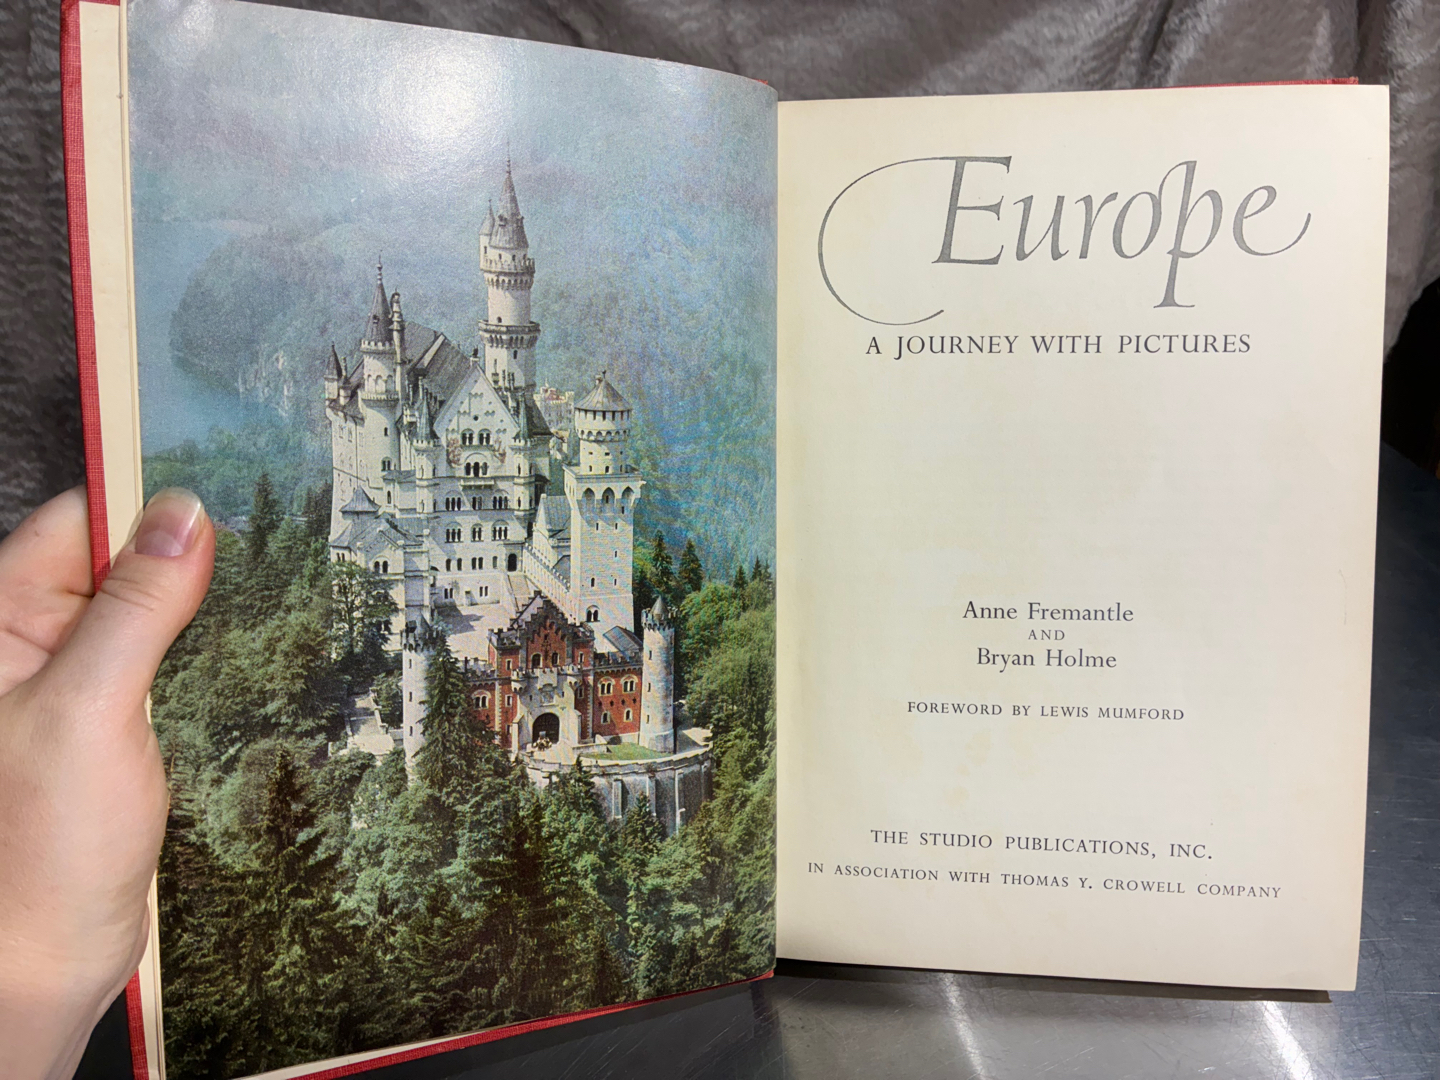 Europe
A JOURNEY WITH PICTURES
Anne Fremantle
AND
Bryan Holme
FOREWORD BY LEWIS MUMFORD
THE STUDIO PUBLICATIONS, INC.
IN ASSOCIATION WITH THOMAS Y. CROWELL COMPANY